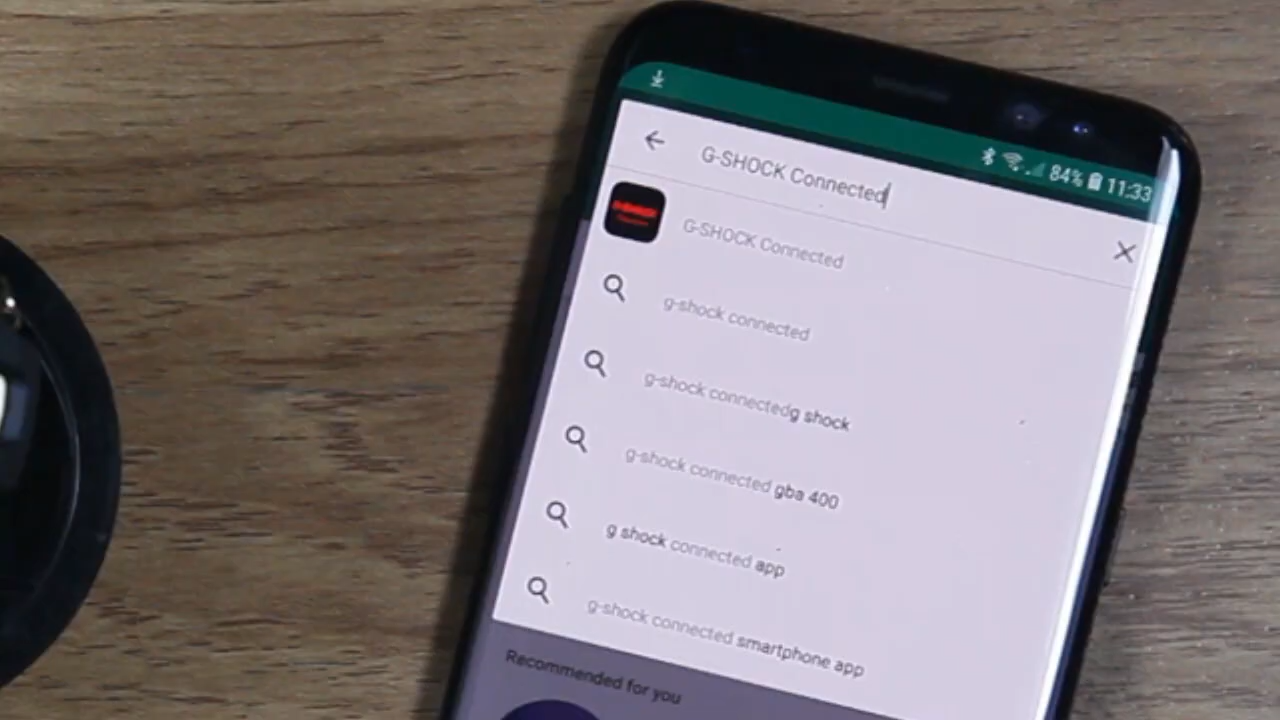 84% 11:33
G-SHOCK Connected
G-SHOCK Connected
g-shock connected
g-shock connectedg shock
g-shock connected gba 400
g shock connected app
g-shock connected smartphone app
Recommended for you